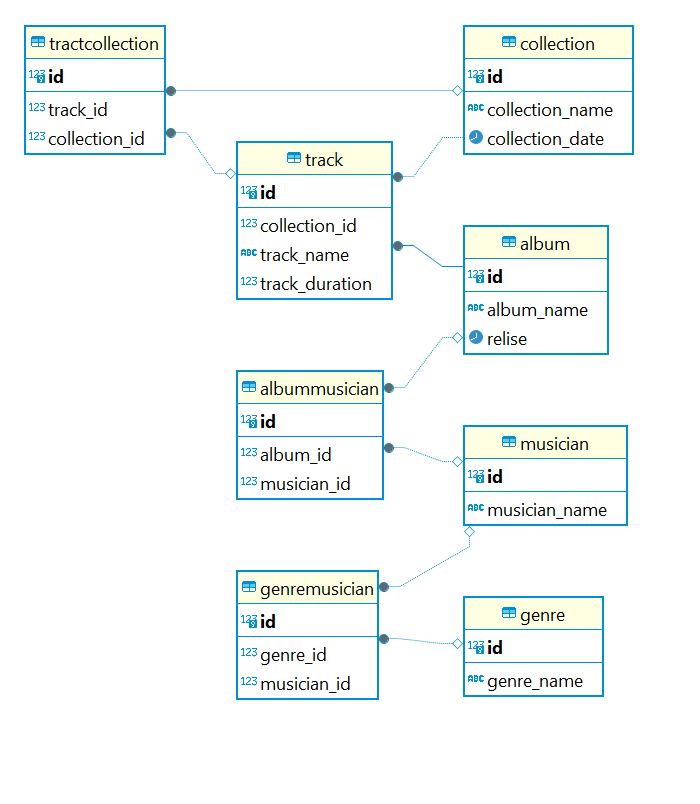 tractcollection
123 id
123 track_id
123 collection_id
collection
123 id
ABC collection_name
collection_date
track
123 id
123 collection_id
ABC track_name
123 track_duration
album
123 id
ABC album_name
relise
albummusician
123 id
123 album_id
123 musician_id
musician
123 id
ABC musician_name
genremusician
123 id
123 genre_id
123 musician_id
genre
123 id
ABC genre_name